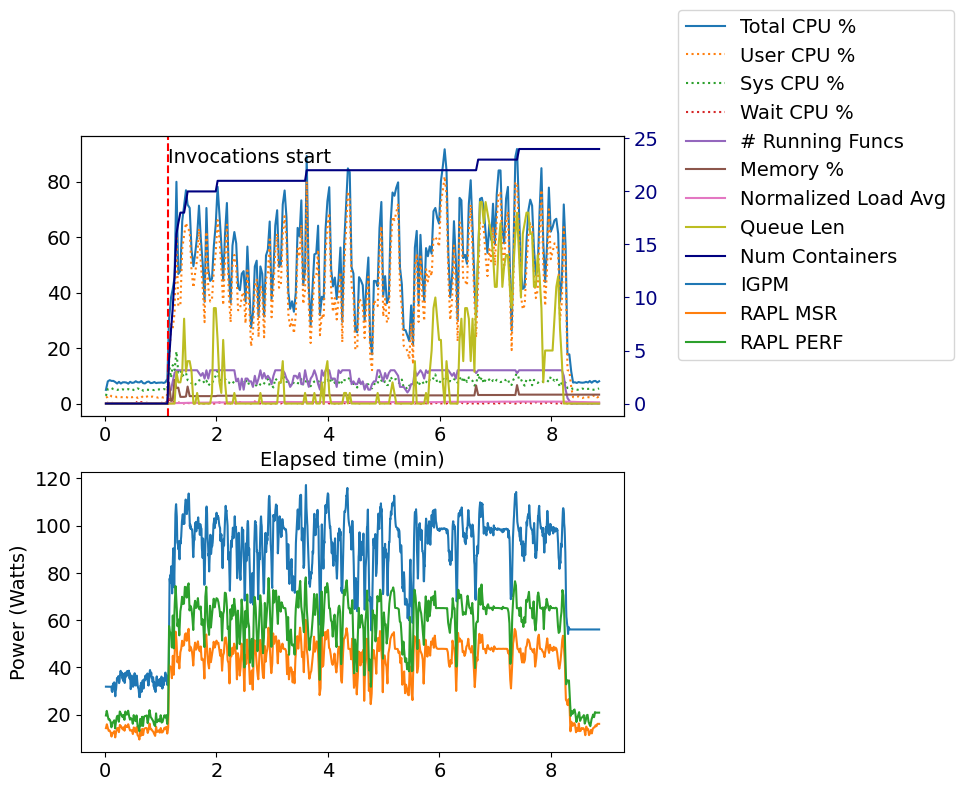 Total CPU %
User CPU %
Sys CPU %
Wait CPU %
# Running Funcs
Memory %
Normalized Load Avg
Queue Len
Num Containers
IGPM
RAPL MSR
RAPL PERF
Invocations start
80
60
40
20
0
25
20
15
10
5
0
0 2 4 6 8
Elapsed time (min)
120
100
80
60
40
20
Power (Watts)
0 2 4 6 8